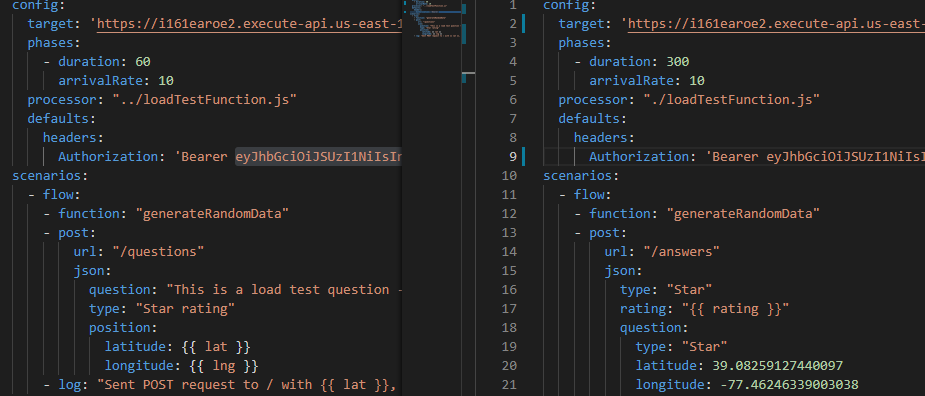 config:
target: 'https://i161earoe2.execute-api.us-east-1
phases:
- duration: 60
arrivalRate: 10
processor: "../loadTestFunction.js"
defaults:
headers:
Authorization: 'Bearer eyJhbGciOiJSUzI1NiIsIn
scenarios:
- flow:
- function: "generateRandomData"
- post:
url: "/questions"
json:
question: "This is a load test question -
type: "Star rating"
position:
latitude: {{ lat }}
longitude: {{ lng }}
- log: "Sent POST request to / with {{ lat }},
1 config:
2 target: 'https://i161earoe2.execute-api.us-east-
3 phases:
4 - duration: 300
5 arrivalRate: 10
6 processor: "./loadTestFunction.js"
7 defaults:
8 headers:
9 Authorization: 'Bearer eyJhbGciOiJSUzI1NiIsI
10 scenarios:
11 - flow:
12 - function: "generateRandomData"
13 - post:
14 url: "/answers"
15 json:
16 type: "Star"
17 rating: "{{ rating }}"
18 question:
19 type: "Star"
20 latitude: 39.08259127440097
21 longitude: -77.46246339003038